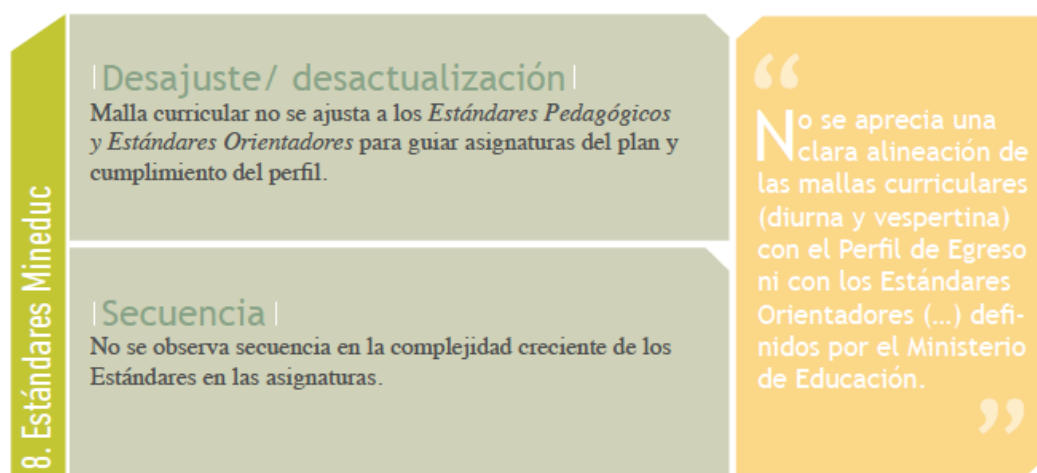 8. Estándares Mineduc
|Desajuste/ desactualización|
Malla curricular no se ajusta a los Estándares Pedagógicos
y Estándares Orientadores para guiar asignaturas del plan y
cumplimiento del perfil.
|Secuencia|
No se observa secuencia en la complejidad creciente de los
Estándares en las asignaturas.
“
No se aprecia una
clara alineación de
las mallas curriculares
(diurna y vespertina)
con el Perfil de Egreso
ni con los Estándares
Orientadores (...) defi-
nidos por el Ministerio
de Educación.
”